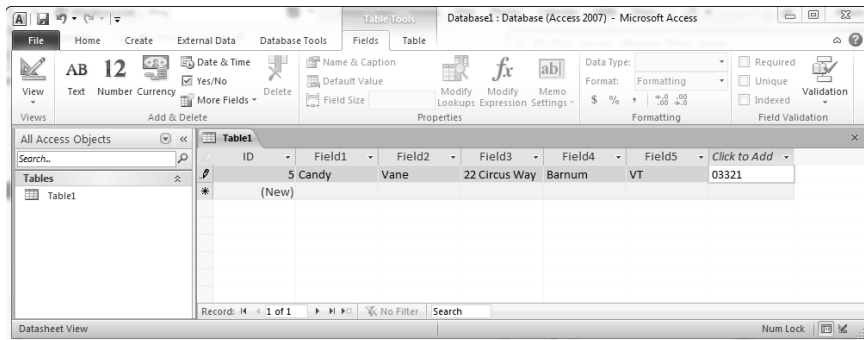 Table Tools Database1 : Database (Access 2007) - Microsoft Access
File Home Create External Data Database Tools Fields Table
AB 12 Date & Time Name & Caption fx ab| Data Type: Required
Yes/No Default Value Format: Formatting Unique
View Text Number Currency More Fields Delete Field Size Modify Lookups Modify Expression Memo Settings $ % , .00 Indexed Validation
Views Add & Delete Properties Formatting Field Validation
All Access Objects « Table1 ×
Search... ID Field1 Field2 Field3 Field4 Field5 Click to Add
Tables 5 Candy Vane 22 Circus Way Barnum VT 03321
Table1 * (New)
Record: 1 of 1 No Filter Search
Datasheet View Num Lock